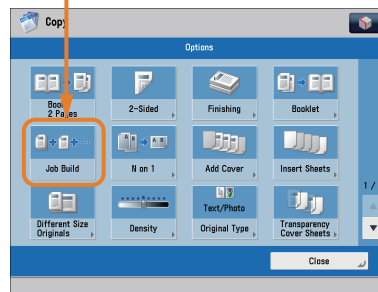 Copy
Options
Book
2 Pages
2-Sided
Finishing
Booklet
Job Build
N on 1
Add Cover
Insert Sheets
1/
Different Size
Originals
Density
Text/Photo
Original Type
Transparency
Cover Sheets
Close